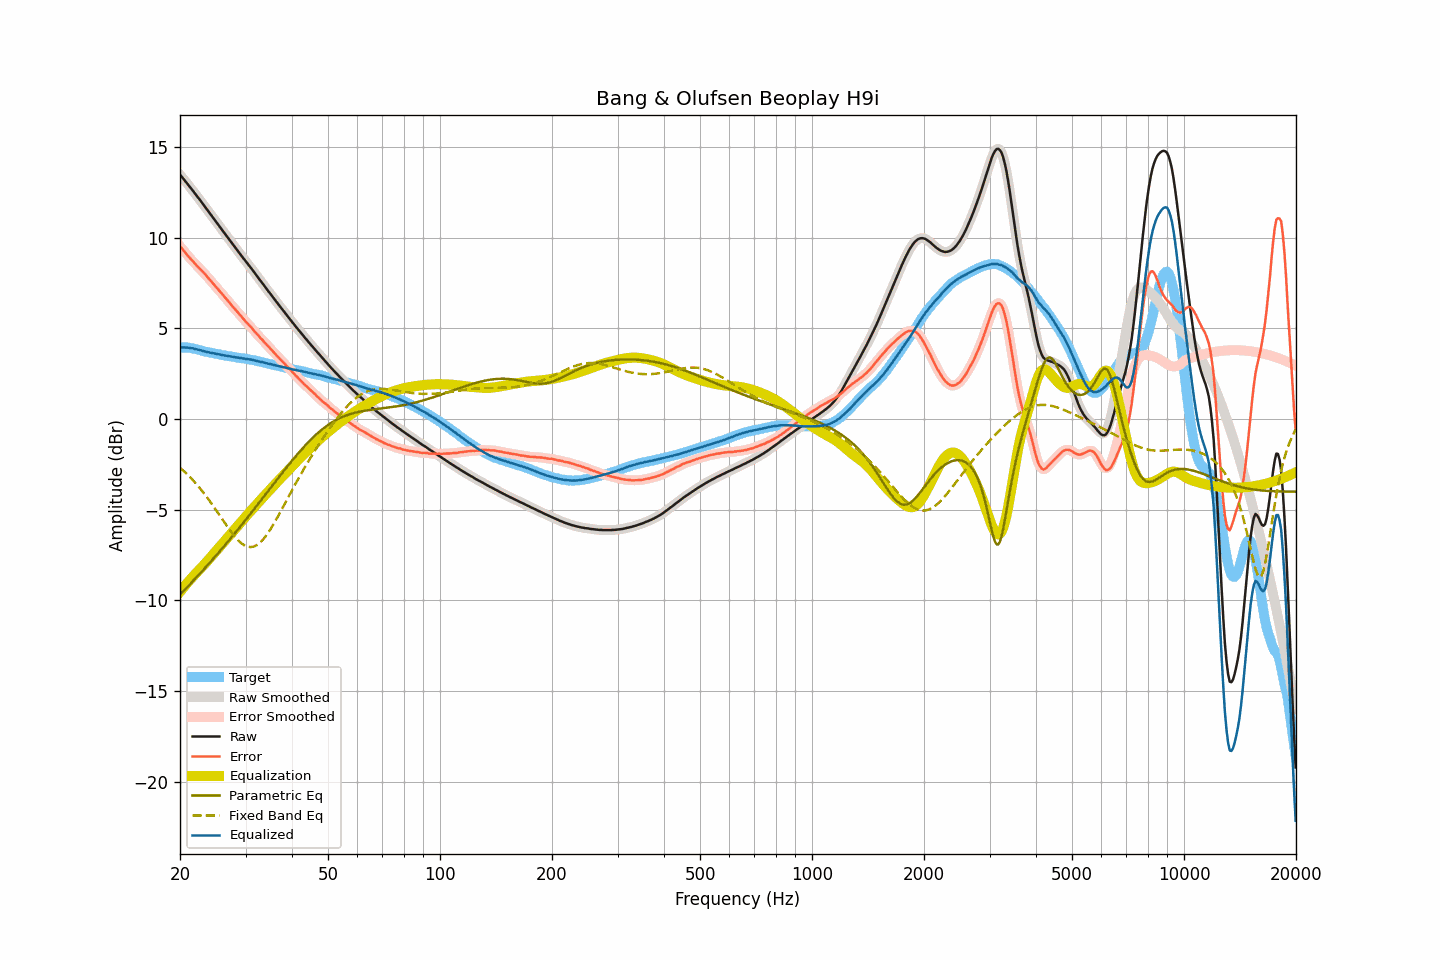 Bang & Olufsen Beoplay H9i
15
10
5
0
−5
−10
−15
−20
Amplitude (dBr)
Target
Raw Smoothed
Error Smoothed
Raw
Error
Equalization
Parametric Eq
Fixed Band Eq
Equalized
20 50 100 200 500 1000 2000 5000 10000 20000
Frequency (Hz)